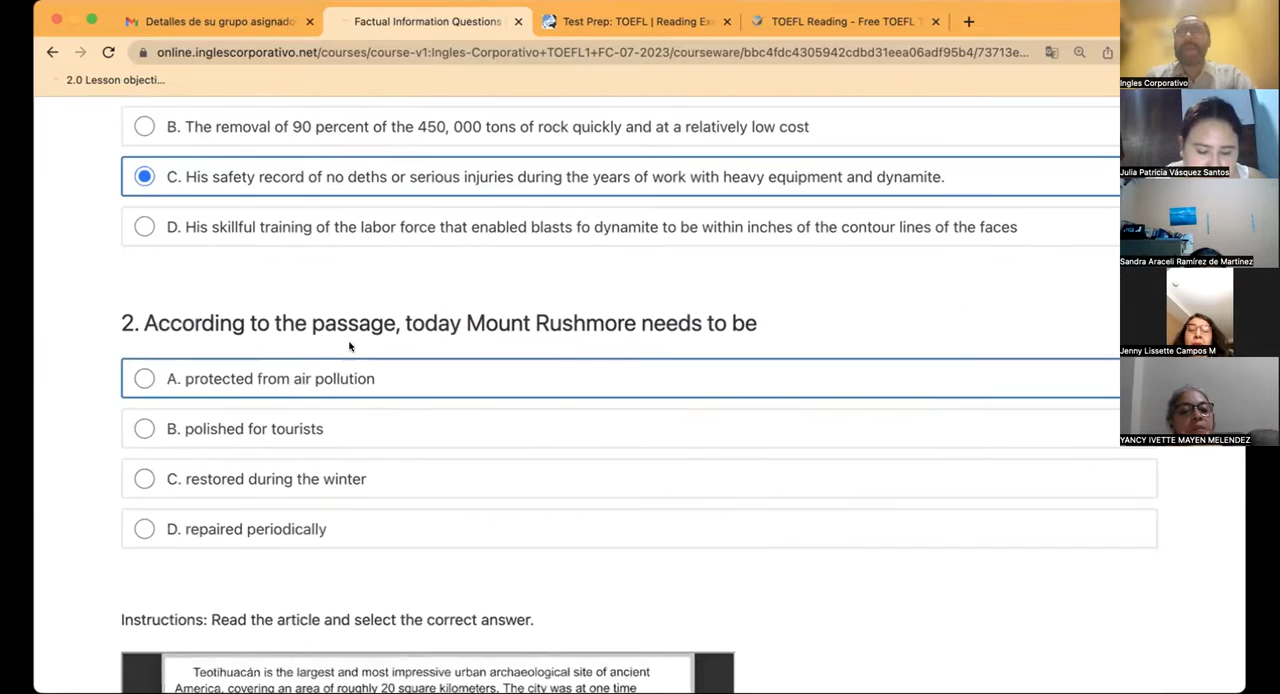 Detalles de su grupo asignado
Factual Information Questions
Test Prep: TOEFL | Reading Ex
TOEFL Reading - Free TOEFL T
online.inglescorporativo.net/courses/course-v1:Ingles-Corporativo+TOEFL1+FC-07-2023/courseware/bbc4fdc4305942cdbd31eea06adf95b4/73713e...
2.0 Lesson objecti...
B. The removal of 90 percent of the 450, 000 tons of rock quickly and at a relatively low cost
C. His safety record of no deths or serious injuries during the years of work with heavy equipment and dynamite.
D. His skillful training of the labor force that enabled blasts fo dynamite to be within inches of the contour lines of the faces
2. According to the passage, today Mount Rushmore needs to be
A. protected from air pollution
B. polished for tourists
C. restored during the winter
D. repaired periodically
Instructions: Read the article and select the correct answer.
Teotihuacán is the largest and most impressive urban archaeological site of ancient
America, covering an area of roughly 20 square kilometers. The city was at one time
Ingles Corporativo
Julia Patricia Vásquez Santos
Sandra Araceli Ramírez de Martinez
Jenny Lissette Campos M
YANCY IVETTE MAYEN MELENDEZ